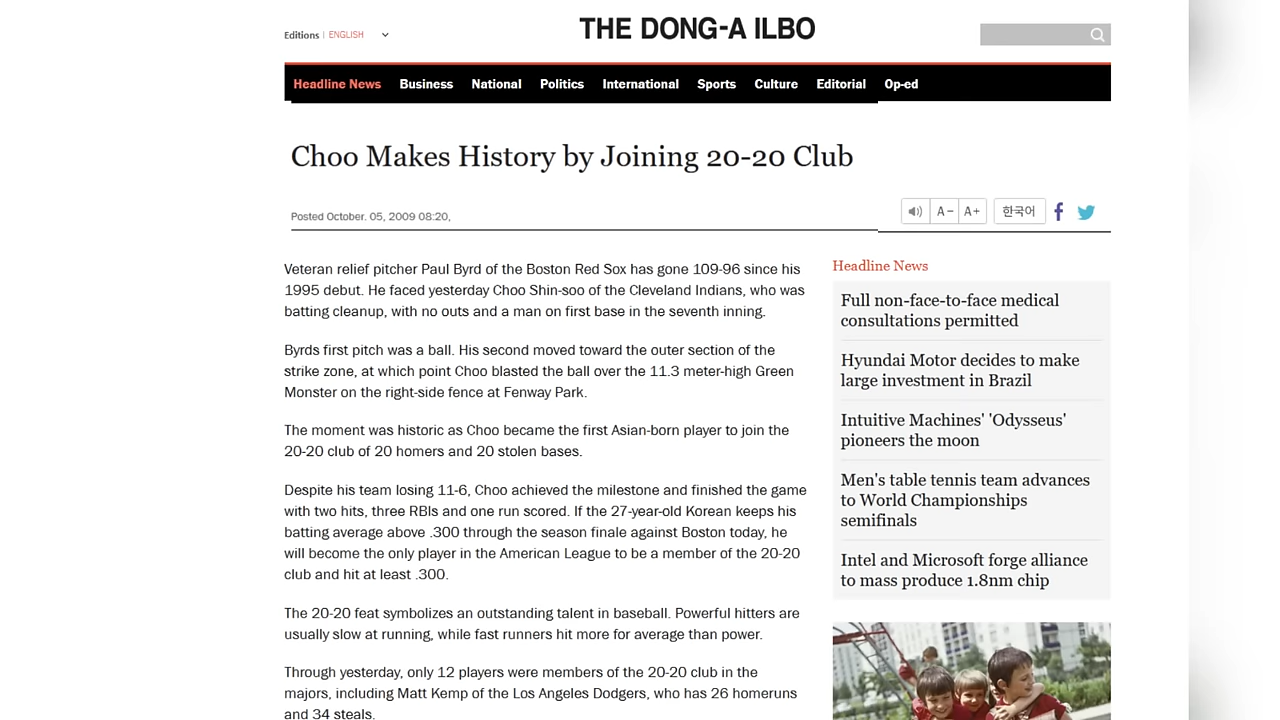 Editions | ENGLISH
THE DONG-A ILBO
Headline News Business National Politics International Sports Culture Editorial Op-ed
Choo Makes History by Joining 20-20 Club
Posted October. 05, 2009 08:20,
A− A+ 한국어
Veteran relief pitcher Paul Byrd of the Boston Red Sox has gone 109-96 since his
1995 debut. He faced yesterday Choo Shin-soo of the Cleveland Indians, who was
batting cleanup, with no outs and a man on first base in the seventh inning.
Byrds first pitch was a ball. His second moved toward the outer section of the
strike zone, at which point Choo blasted the ball over the 11.3 meter-high Green
Monster on the right-side fence at Fenway Park.
The moment was historic as Choo became the first Asian-born player to join the
20-20 club of 20 homers and 20 stolen bases.
Despite his team losing 11-6, Choo achieved the milestone and finished the game
with two hits, three RBIs and one run scored. If the 27-year-old Korean keeps his
batting average above .300 through the season finale against Boston today, he
will become the only player in the American League to be a member of the 20-20
club and hit at least .300.
The 20-20 feat symbolizes an outstanding talent in baseball. Powerful hitters are
usually slow at running, while fast runners hit more for average than power.
Through yesterday, only 12 players were members of the 20-20 club in the
majors, including Matt Kemp of the Los Angeles Dodgers, who has 26 homeruns
and 34 steals.
Headline News
Full non-face-to-face medical
consultations permitted
Hyundai Motor decides to make
large investment in Brazil
Intuitive Machines' 'Odysseus'
pioneers the moon
Men's table tennis team advances
to World Championships
semifinals
Intel and Microsoft forge alliance
to mass produce 1.8nm chip